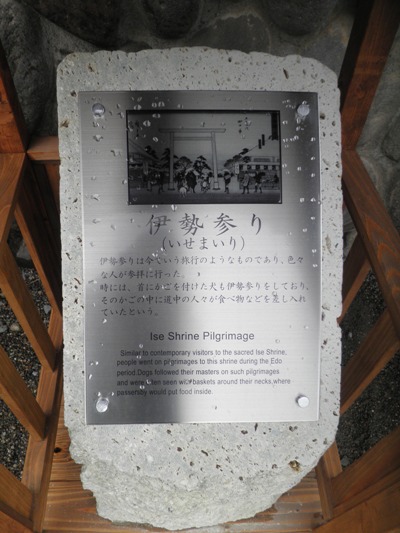 伊勢参り
(いせまいり)
伊勢参りは今でいう旅行のようなものであり、色々
な人が参拝に行った。
時には、首にかごを付けた犬も伊勢参りをしており、
そのかごの中に道中の人々が食べ物などを差し入れ
ていたという。
Ise Shrine Pilgrimage
Similar to contemporary visitors to the sacred Ise Shrine,
people went on pilgrimages to this shrine during the Edo
period.Dogs followed their masters on such pilgrimages
and were often seen with baskets around their necks where
passersby would put food inside.